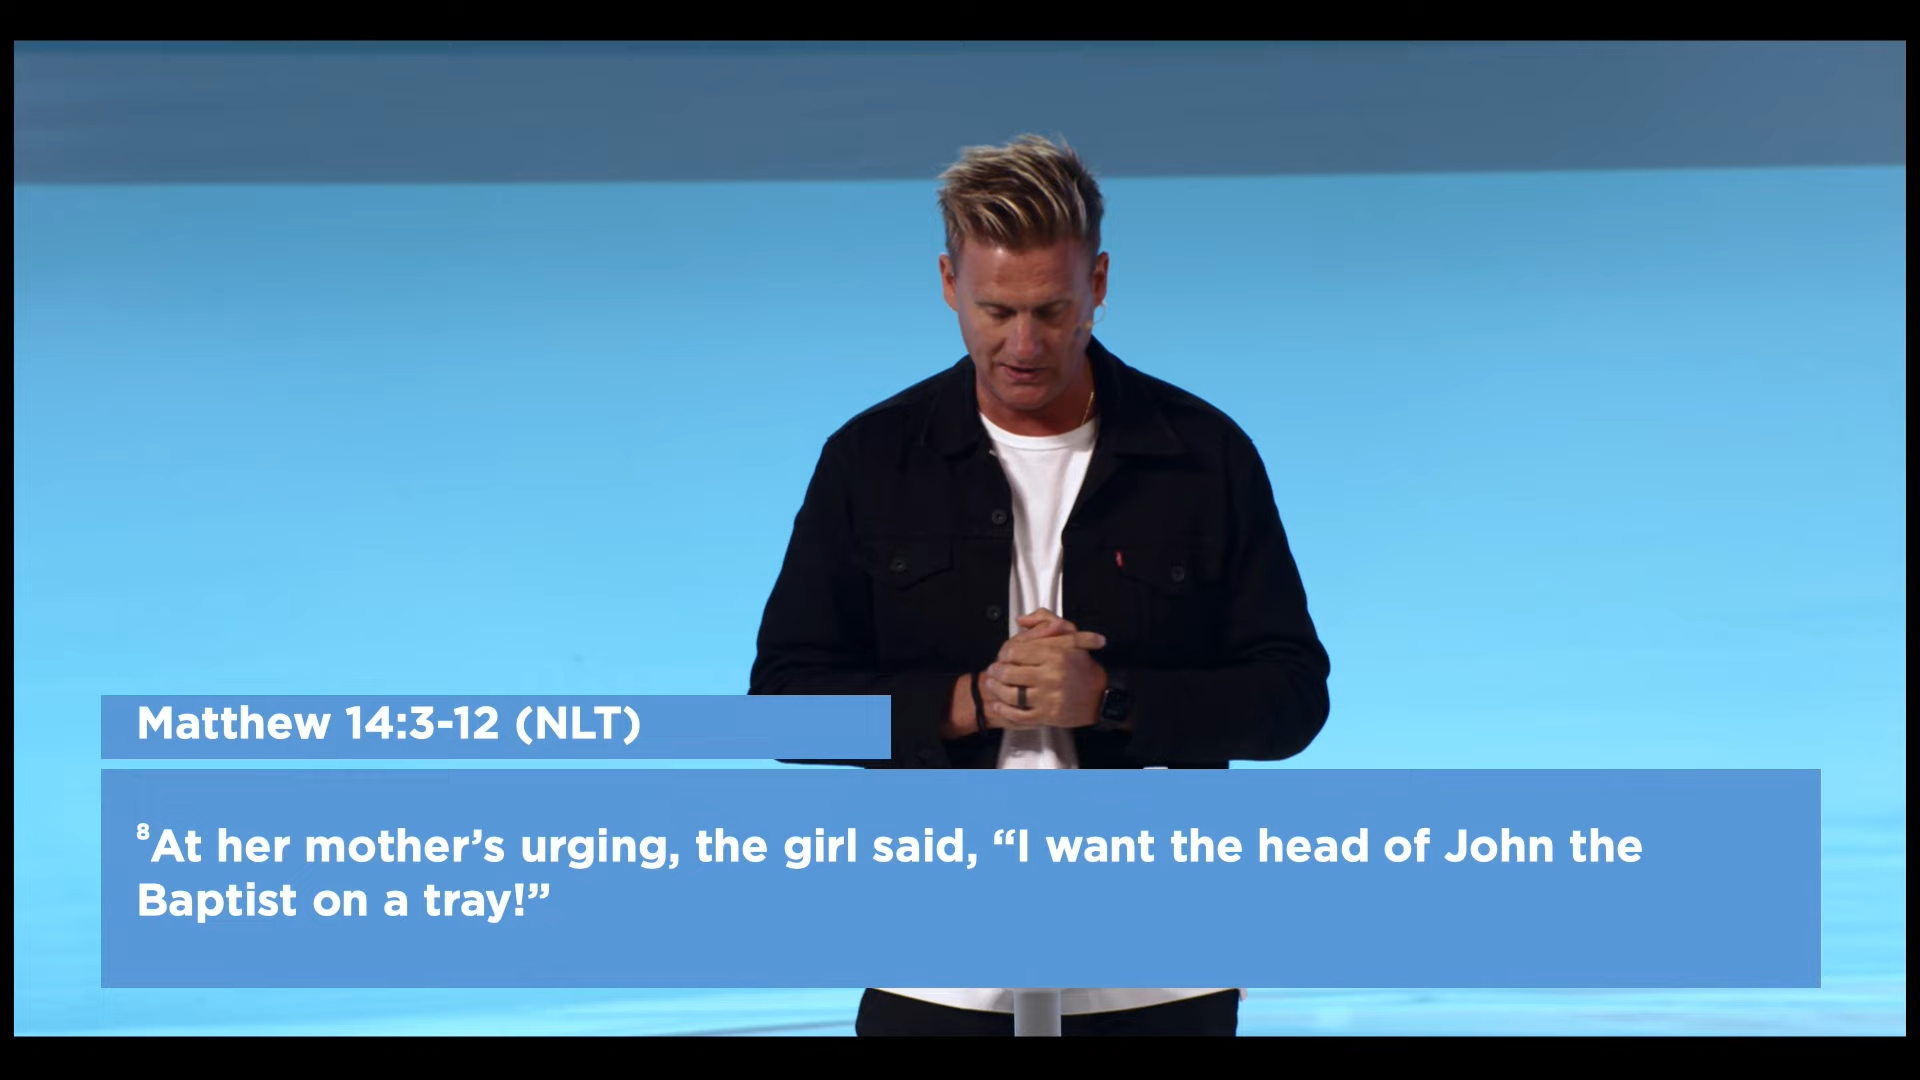 Matthew 14:3-12 (NLT)
⁸At her mother’s urging, the girl said, “I want the head of John the
Baptist on a tray!”